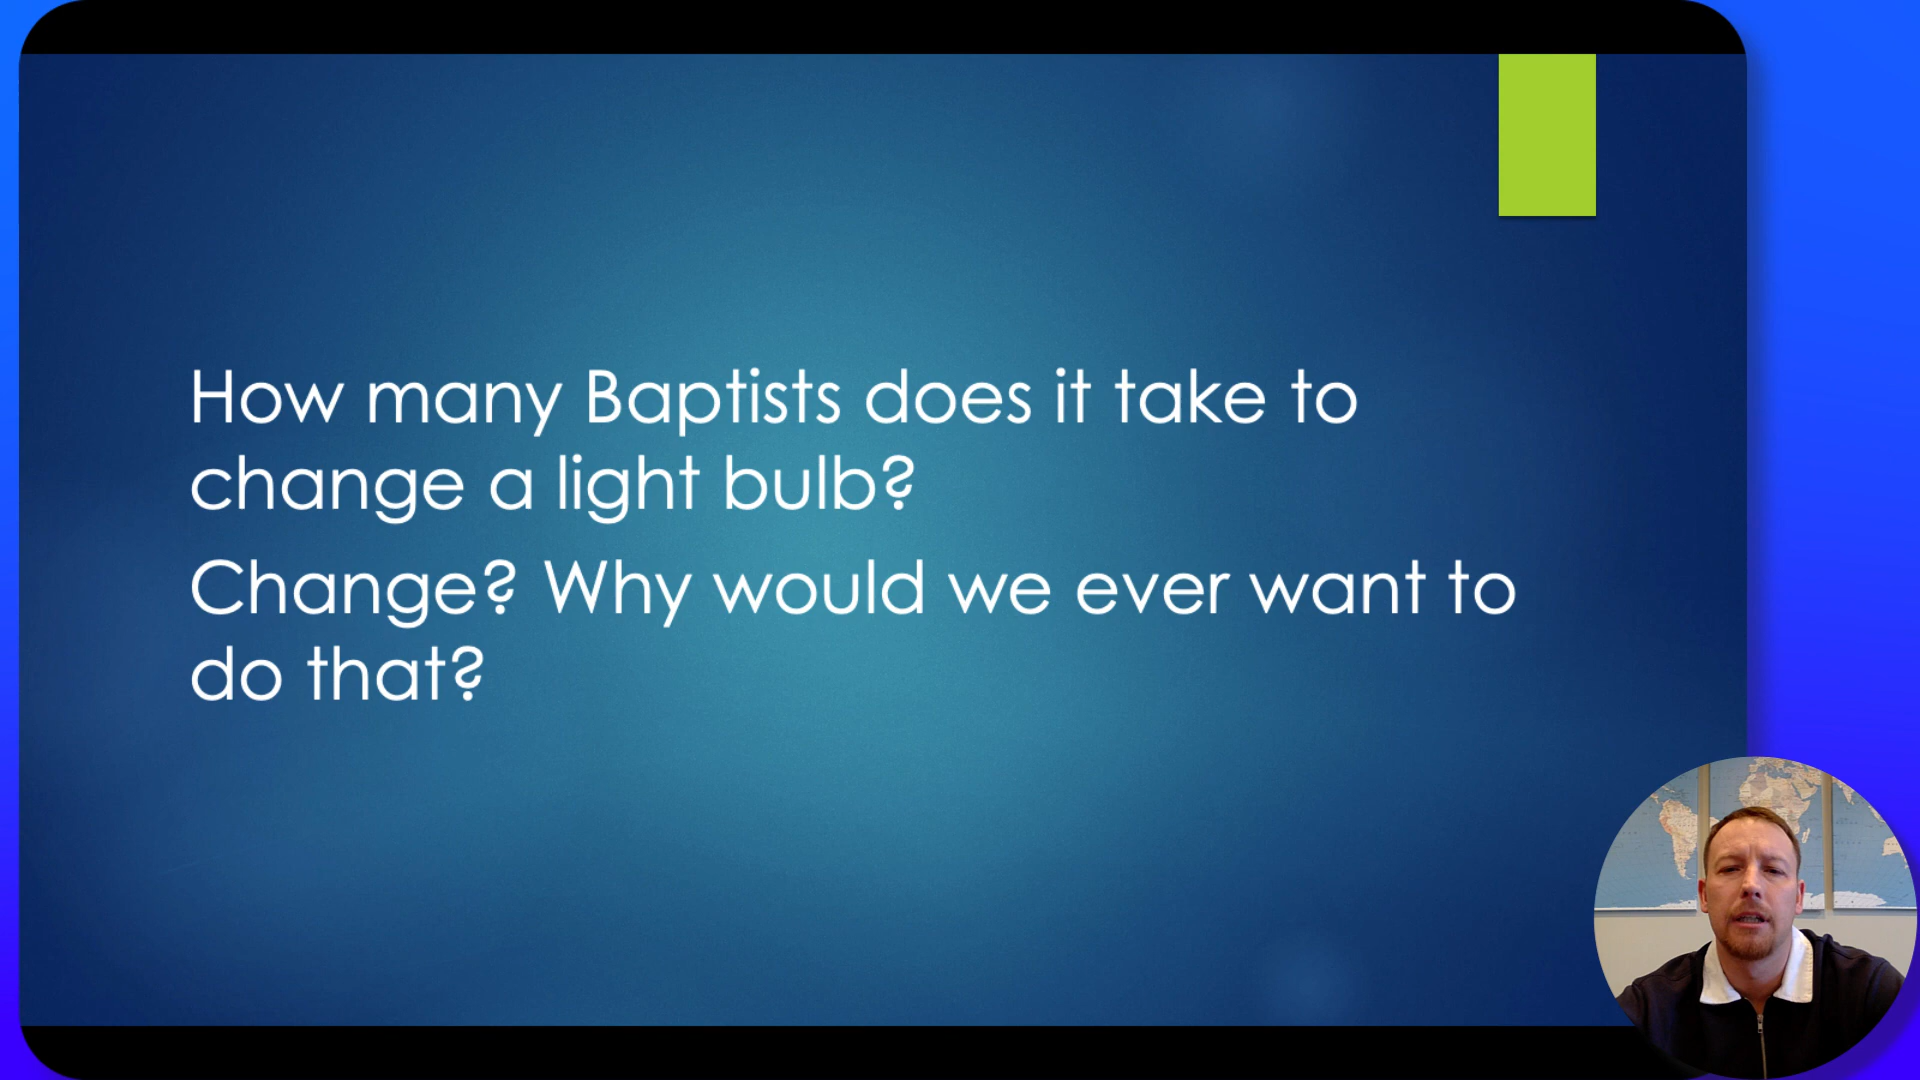 How many Baptists does it take to
change a light bulb?
Change? Why would we ever want to
do that?